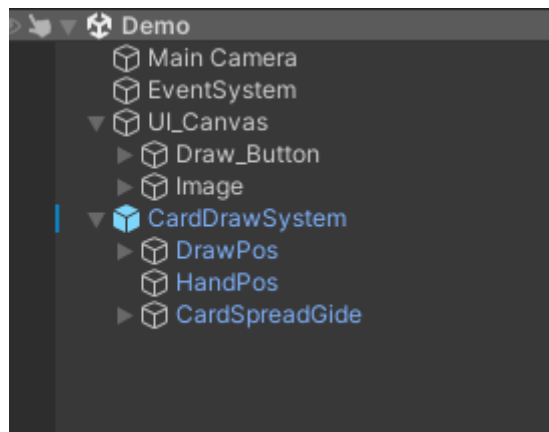 Demo
Main Camera
EventSystem
UI_Canvas
Draw_Button
Image
CardDrawSystem
DrawPos
HandPos
CardSpreadGide